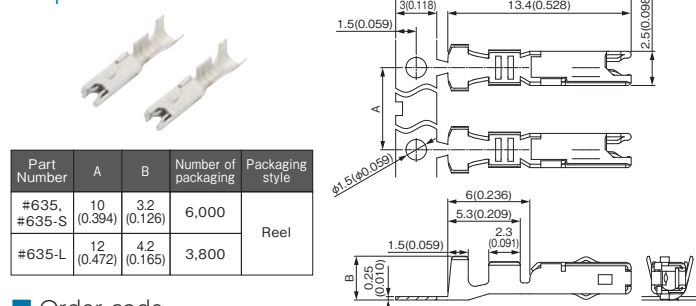 3(0.118)
13.4(0.528)
1.5(0.059)
2.5(0.098
A
φ1.5(φ0.059)
Part Number A B Number of packaging Packaging style
#635, #635-S 10 (0.394) 3.2 (0.126) 6,000 Reel
#635-L 12 (0.472) 4.2 (0.165) 3,800
6(0.236)
5.3(0.209)
2.3
(0.091)
1.5(0.059)
B
0.25
(0.010)
Order code